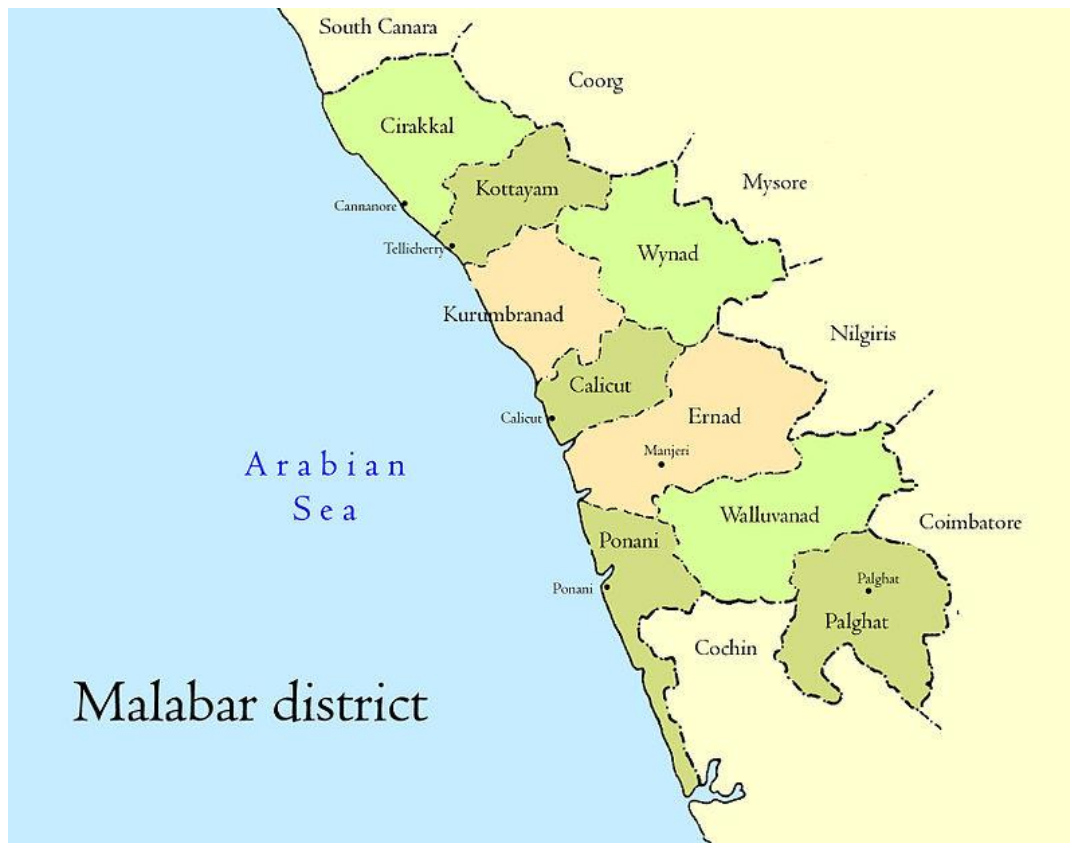 South Canara
Coorg
Cirakkal
Mysore
Kottayam
Cannanore
Tellicherry
Wynad
Kurumbranad
Nilgiris
Calicut
Ernad
Calicut
Manjeri
Arabian
Sea
Walluvanad
Coimbatore
Ponani
Palghat
Ponani
Palghat
Cochin
Malabar district